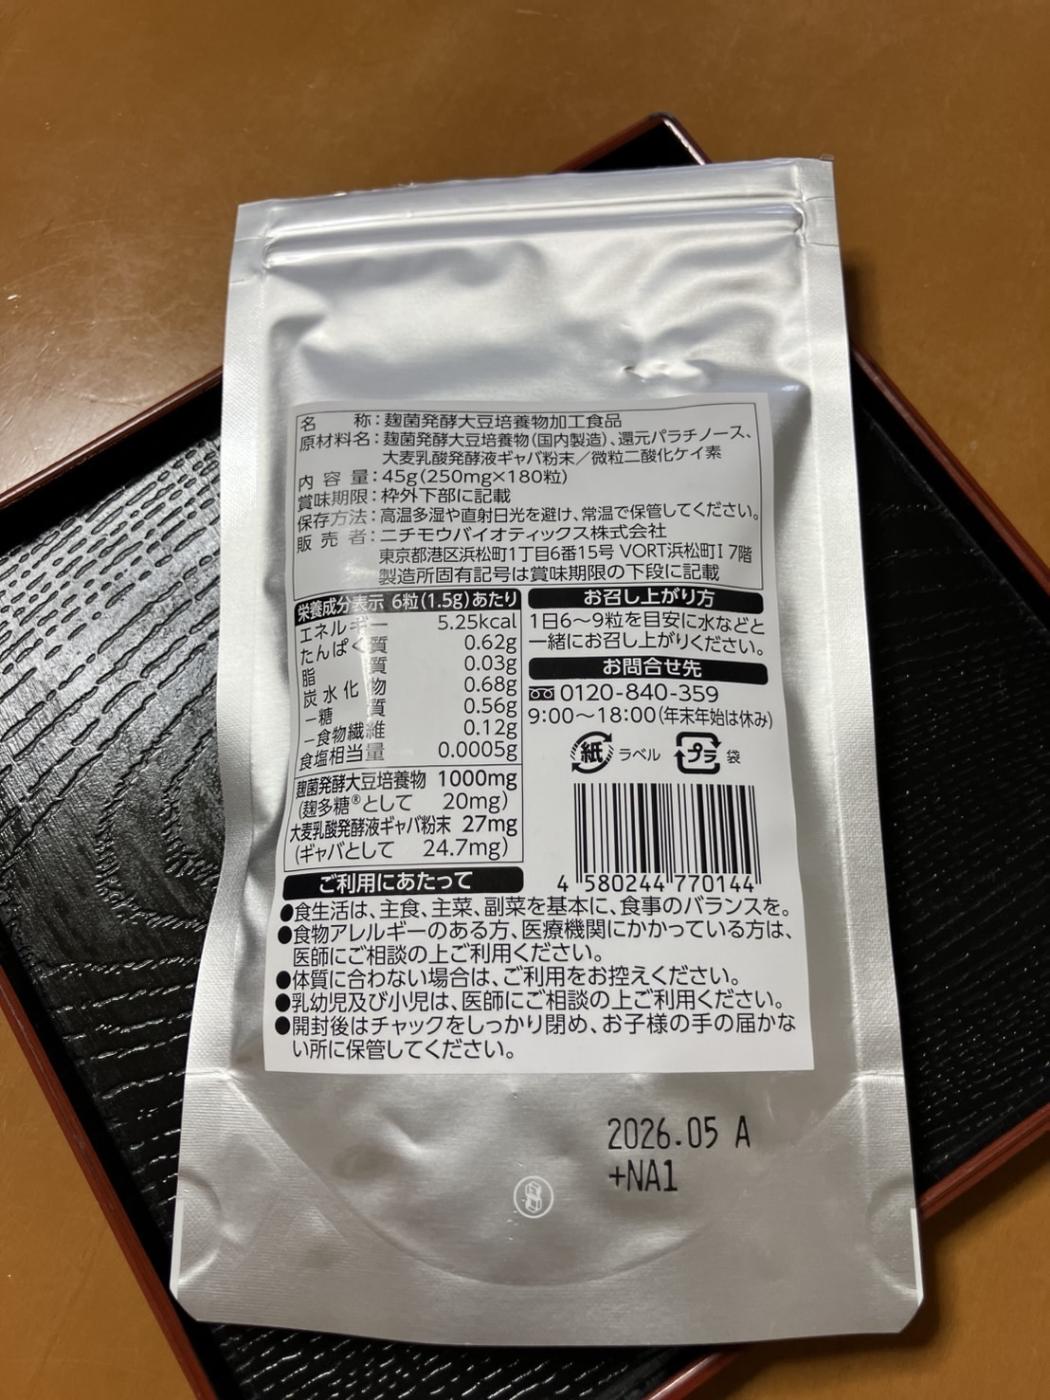 名称：麹菌発酵大豆培養物加工食品
原材料名：麹菌発酵大豆培養物(国内製造)、還元パラチノース、
大麦乳酸発酵液ギャバ粉末／微粒二酸化ケイ素
内容量：45g(250mg×180粒)
賞味期限：枠外下部に記載
保存方法：高温多湿や直射日光を避け、常温で保管してください。
販売者：ニチモウバイオティックス株式会社
東京都港区浜松町1丁目6番15号 VORT浜松町I 7階
製造所固有記号は賞味期限の下段に記載
栄養成分表示 6粒(1.5g)あたり
エネルギー 5.25kcal
たんぱく質 0.62g
脂質 0.03g
炭水化物 0.68g
－糖質 0.56g
－食物繊維 0.12g
食塩相当量 0.0005g
麹菌発酵大豆培養物 1000mg
(麹多糖®として 20mg)
大麦乳酸発酵液ギャバ粉末 27mg
(ギャバとして 24.7mg)
お召し上がり方
1日6～9粒を目安に水などと
一緒にお召し上がりください。
お問合せ先
0120-840-359
9:00～18:00(年末年始は休み)
紙 ラベル プラ 袋
4 580244 770144
ご利用にあたって
●食生活は、主食、主菜、副菜を基本に、食事のバランスを。
●食物アレルギーのある方、医療機関にかかっている方は、
医師にご相談の上ご利用ください。
●体質に合わない場合は、ご利用をお控えください。
●乳幼児及び小児は、医師にご相談の上ご利用ください。
●開封後はチャックをしっかり閉め、お子様の手の届かな
い所に保管してください。
2026.05 A
+NA1